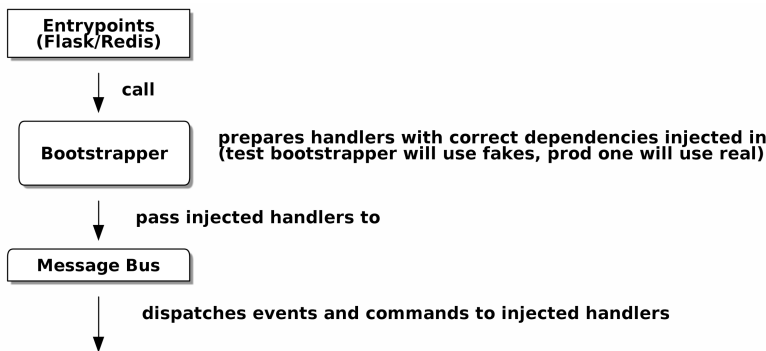 Entrypoints
(Flask/Redis)
call
Bootstrapper
prepares handlers with correct dependencies injected in
(test bootstrapper will use fakes, prod one will use real)
pass injected handlers to
Message Bus
dispatches events and commands to injected handlers